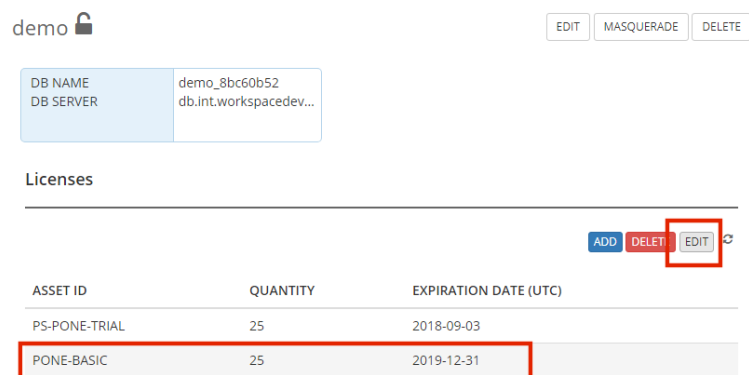 demo
EDIT MASQUERADE DELETE
DB NAME demo_8bc60b52
DB SERVER db.int.workspacedev...
Licenses
ADD DELETE EDIT
ASSET ID QUANTITY EXPIRATION DATE (UTC)
PS-PONE-TRIAL 25 2018-09-03
PONE-BASIC 25 2019-12-31